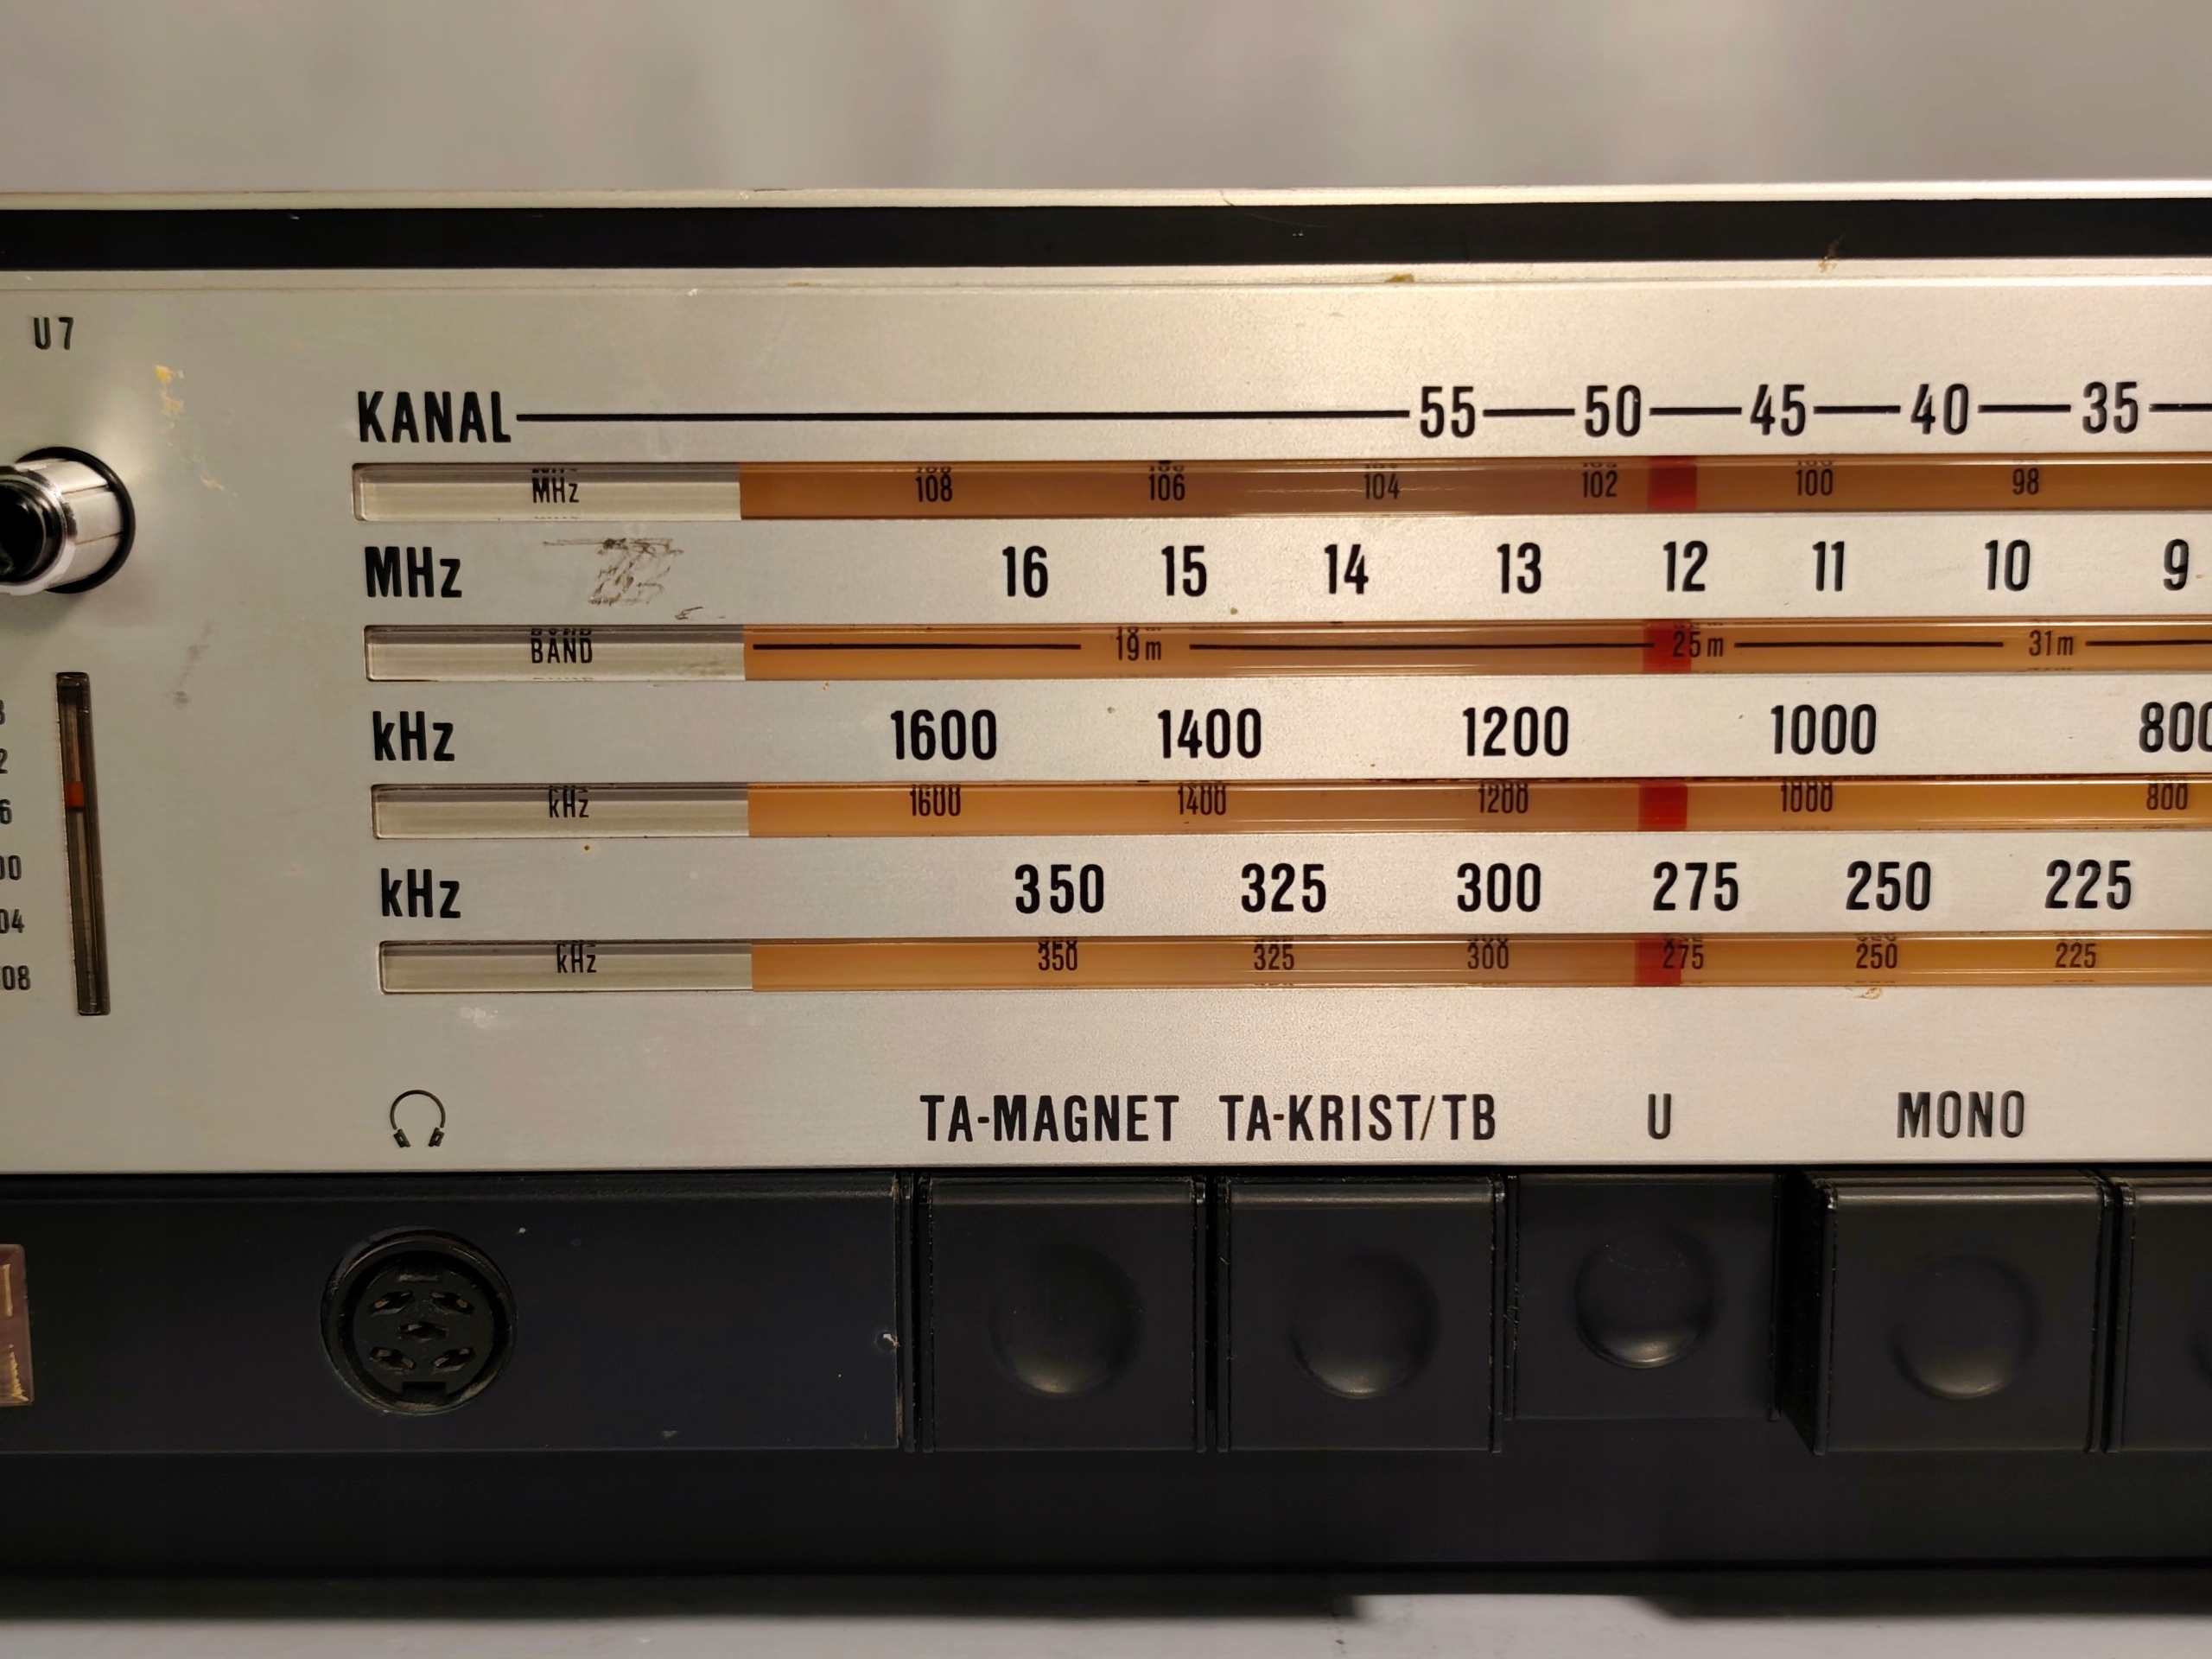 U7
KANAL 55 50 45 40 35
MHz 108 106 104 102 100 98
MHz 16 15 14 13 12 11 10 9
BAND 19m 25m 31m
kHz 1600 1400 1200 1000 800
kHz 1600 1400 1200 1000 800
kHz 350 325 300 275 250 225
kHz 350 325 300 275 250 225
TA-MAGNET TA-KRIST/TB U MONO